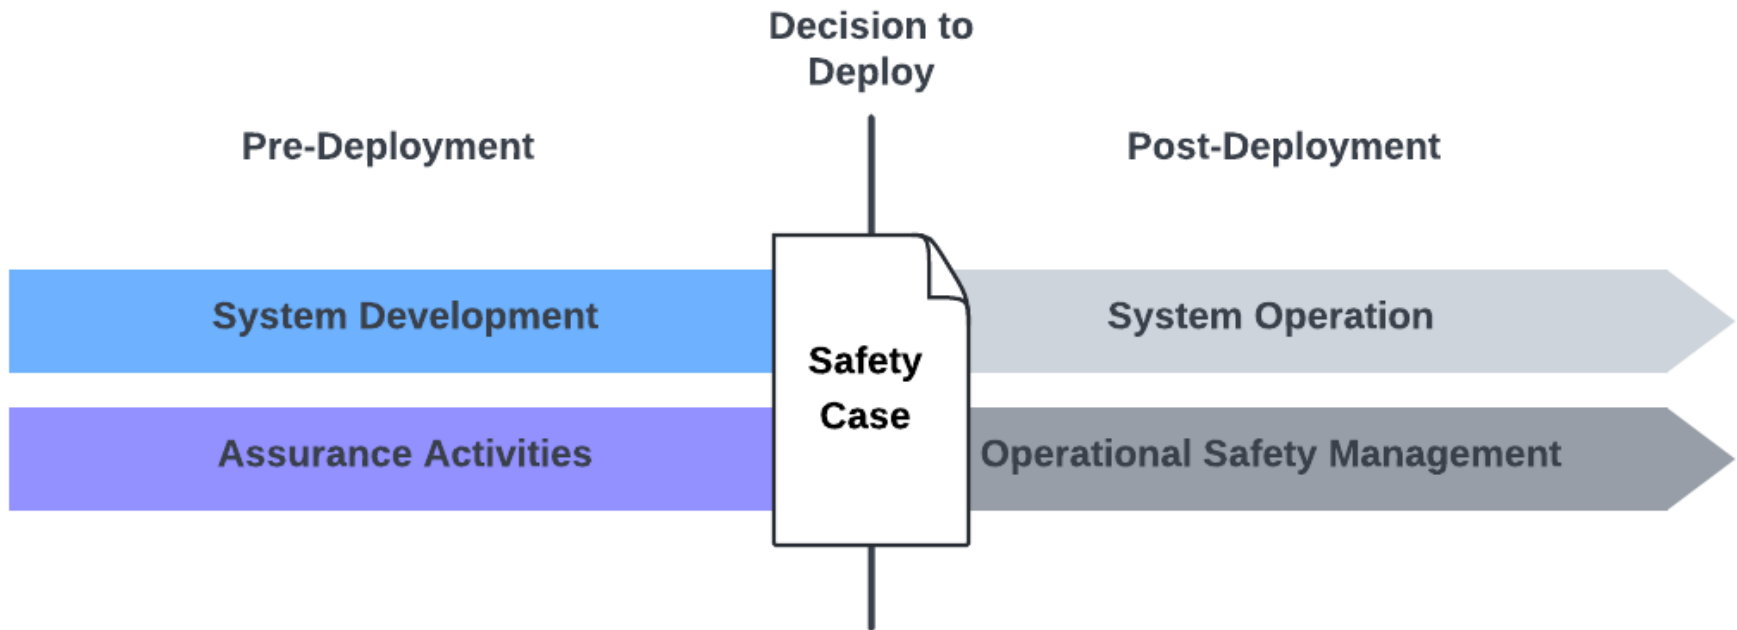 Decision to
Deploy
Pre-Deployment
Post-Deployment
System Development
Safety
Case
System Operation
Assurance Activities
Operational Safety Management